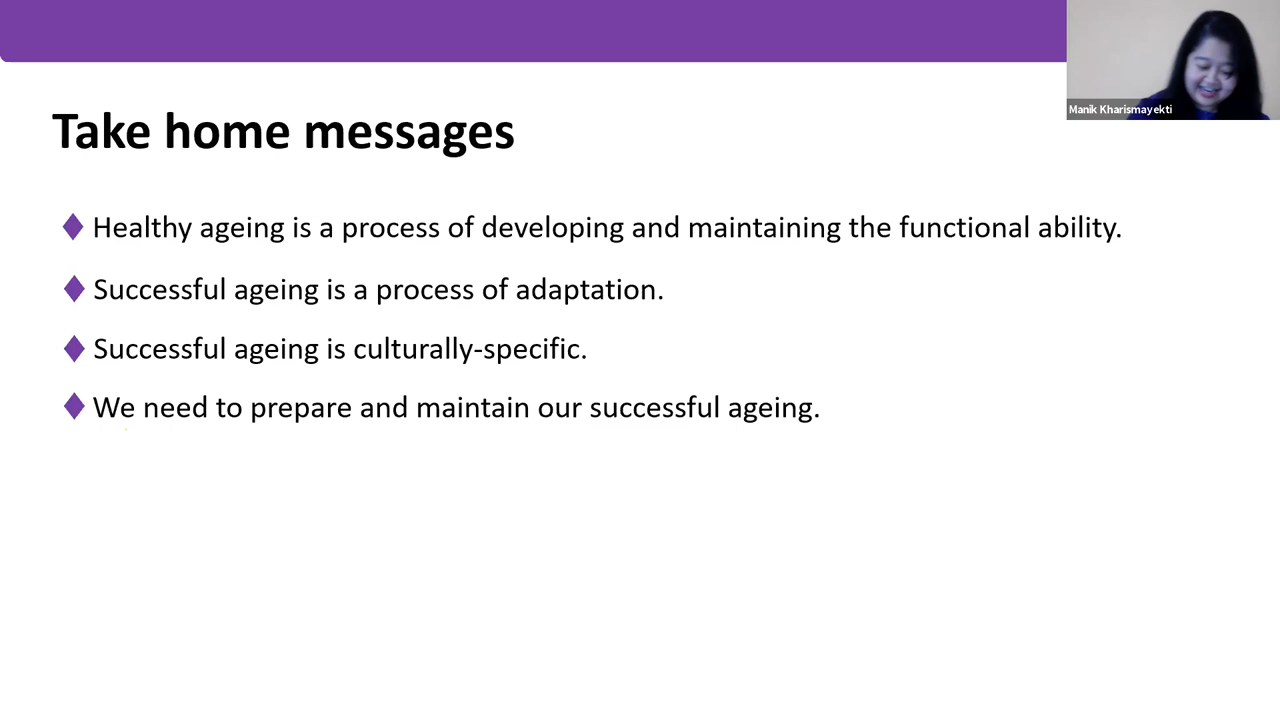 Manik Kharismayekti
Take home messages
Healthy ageing is a process of developing and maintaining the functional ability.
Successful ageing is a process of adaptation.
Successful ageing is culturally-specific.
We need to prepare and maintain our successful ageing.